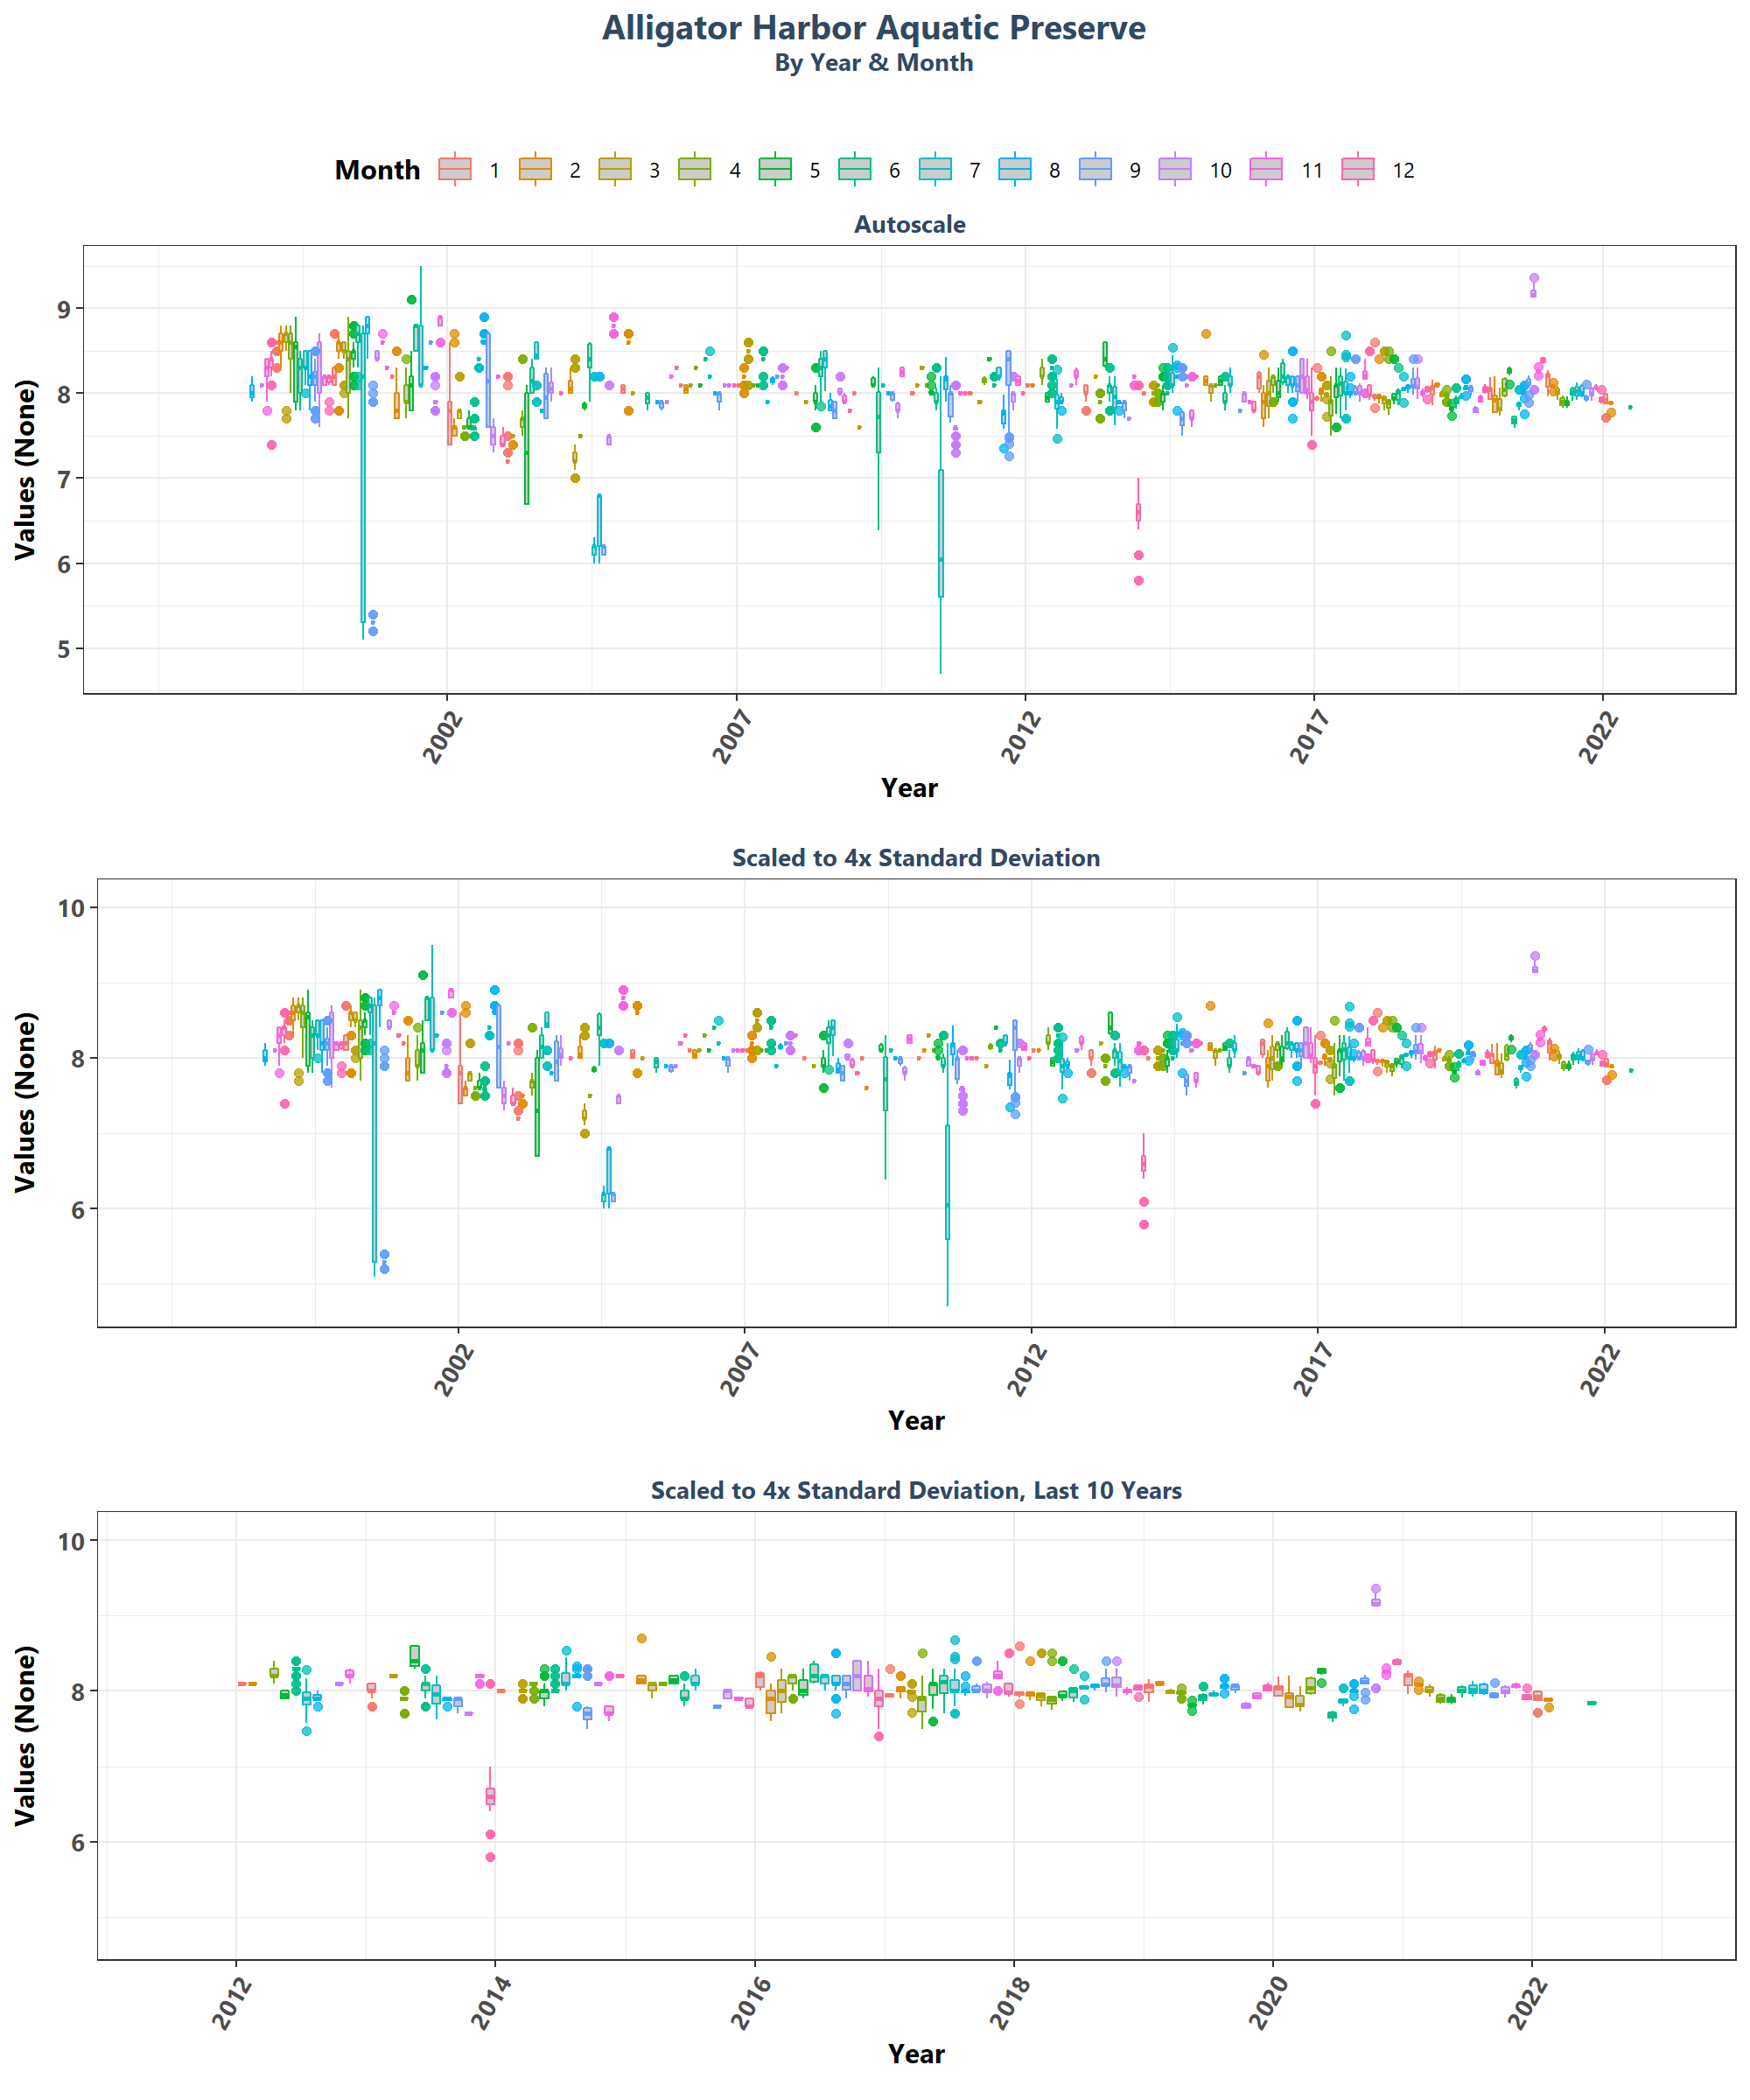 Alligator Harbor Aquatic Preserve
By Year & Month
Month 1 2 3 4 5 6 7 8 9 10 11 12
Autoscale
Values (None)
9
8
7
6
5
2002 2007 2012 2017 2022
Year
Scaled to 4x Standard Deviation
Values (None)
10
8
6
2002 2007 2012 2017 2022
Year
Scaled to 4x Standard Deviation, Last 10 Years
Values (None)
10
8
6
2012 2014 2016 2018 2020 2022
Year